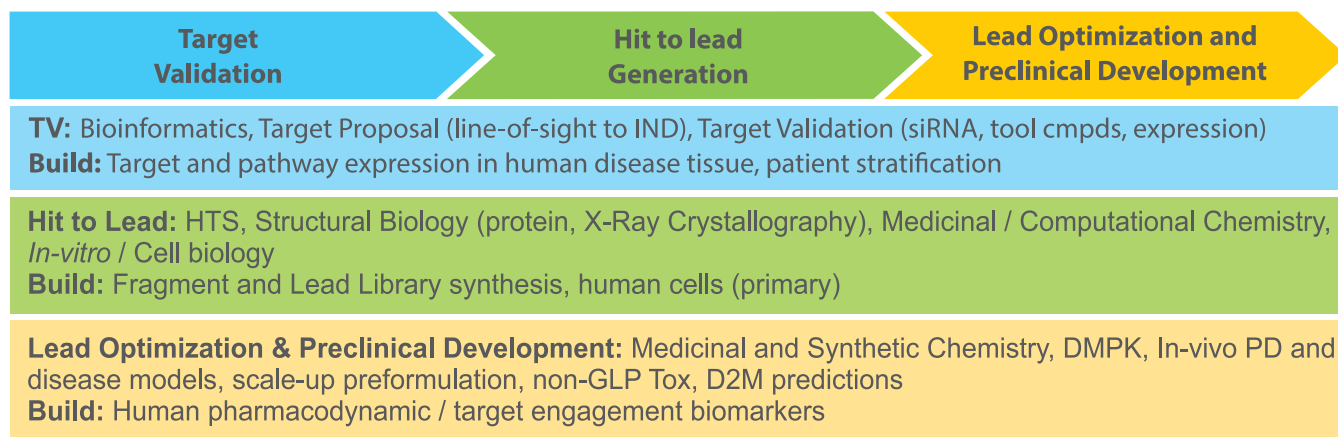 Target
Validation
Hit to lead
Generation
Lead Optimization and
Preclinical Development
TV: Bioinformatics, Target Proposal (line-of-sight to IND), Target Validation (siRNA, tool cmpds, expression)
Build: Target and pathway expression in human disease tissue, patient stratification
Hit to Lead: HTS, Structural Biology (protein, X-Ray Crystallography), Medicinal / Computational Chemistry,
In-vitro / Cell biology
Build: Fragment and Lead Library synthesis, human cells (primary)
Lead Optimization & Preclinical Development: Medicinal and Synthetic Chemistry, DMPK, In-vivo PD and
disease models, scale-up preformulation, non-GLP Tox, D2M predictions
Build: Human pharmacodynamic / target engagement biomarkers